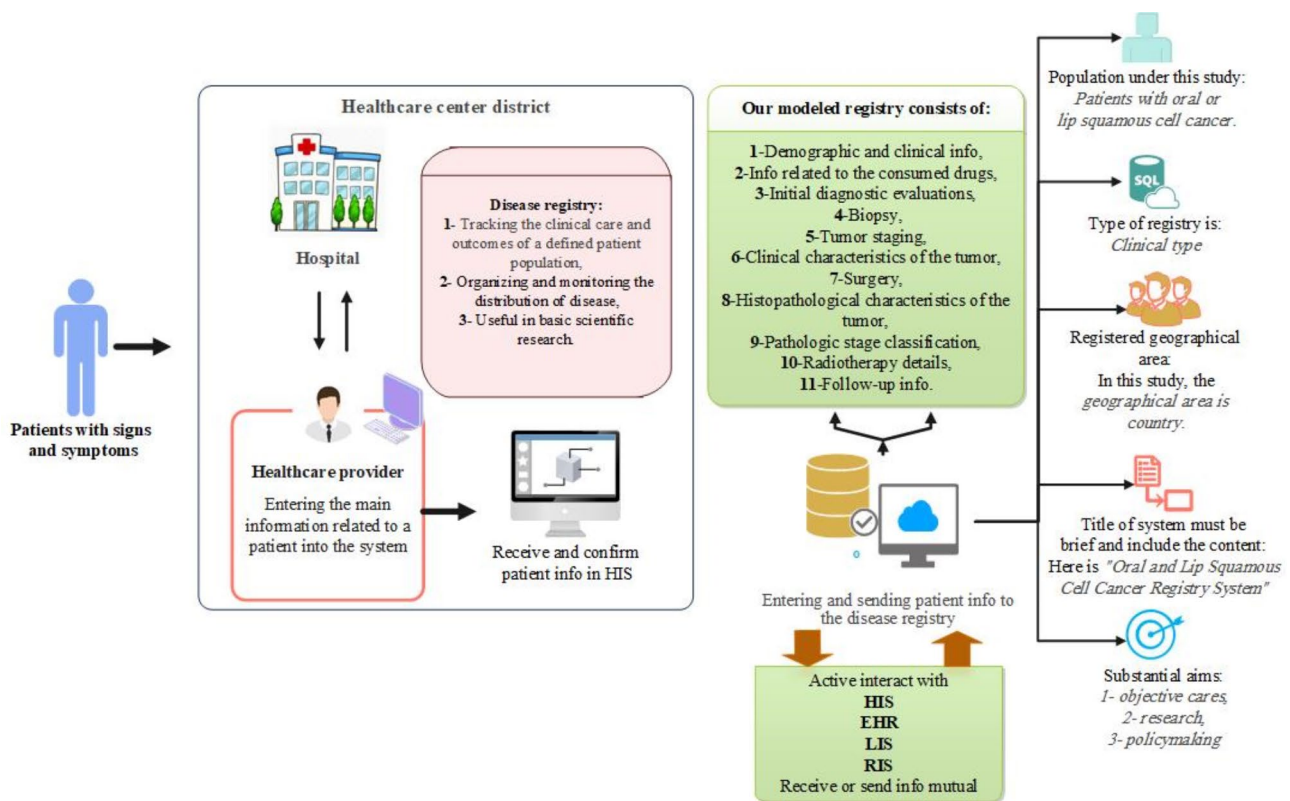 Patients with signs
and symptoms
Healthcare center district
Hospital
Disease registry:
1- Tracking the clinical care and
outcomes of a defined patient
population,
2- Organizing and monitoring the
distribution of disease,
3- Useful in basic scientific
research.
Healthcare provider
Entering the main
information related to a
patient into the system
Receive and confirm
patient info in HIS
Our modeled registry consists of:
1-Demographic and clinical info,
2-Info related to the consumed drugs,
3-Initial diagnostic evaluations,
4-Biopsy,
5-Tumor staging,
6-Clinical characteristics of the tumor,
7-Surgery,
8-Histopathological characteristics of the
tumor,
9-Pathologic stage classification,
10-Radiotherapy details,
11-Follow-up info.
Entering and sending patient info to
the disease registry
Active interact with
HIS
EHR
LIS
RIS
Receive or send info mutual
Population under this study:
Patients with oral or
lip squamous cell cancer.
SQL
Type of registry is:
Clinical type
Registered geographical
area:
In this study, the
geographical area is
country.
Title of system must be
brief and include the content:
Here is "Oral and Lip Squamous
Cell Cancer Registry System"
Substantial aims:
1- objective cares,
2- research,
3- policymaking